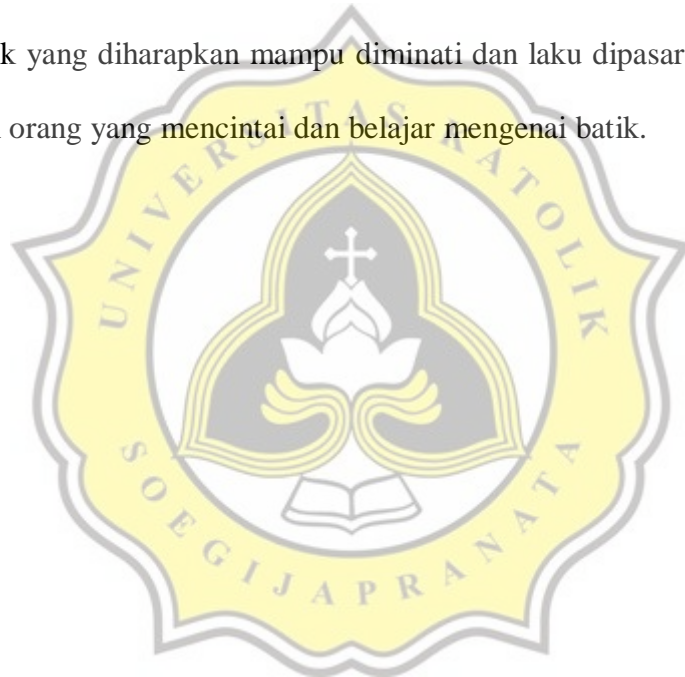 k yang diharapkan mampu diminati dan laku dipasar
orang yang mencintai dan belajar mengenai batik.
UNIVERSITAS KATOLIK
SOEGIJAPRANATA